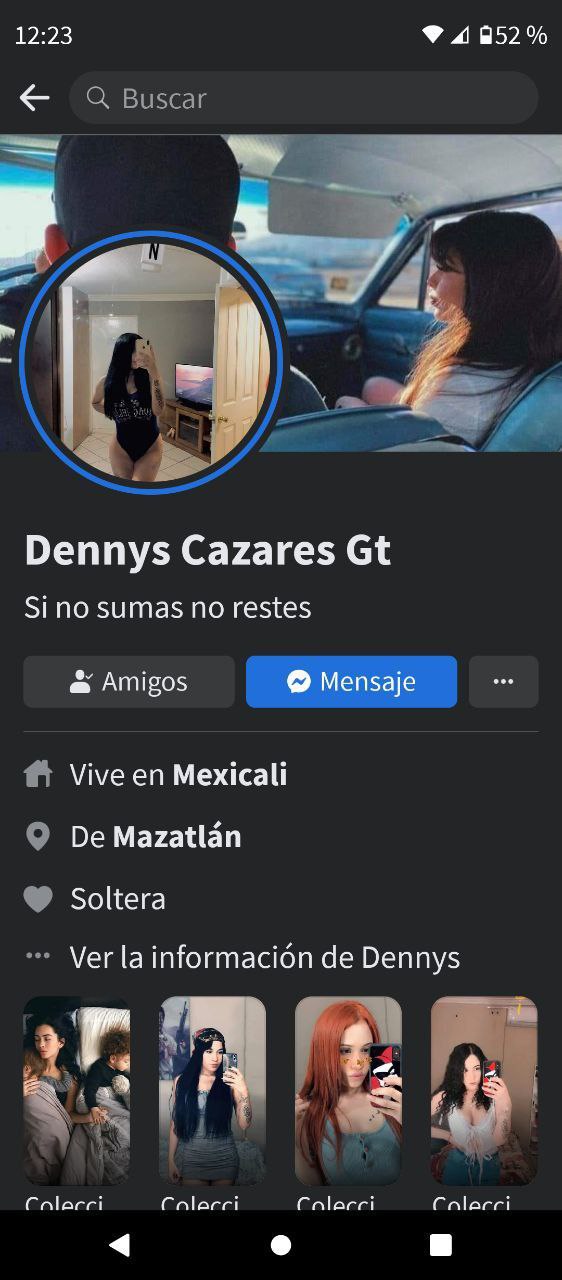 12:23
52 %
Buscar
N
Dennys Cazares Gt
Si no sumas no restes
Amigos
Mensaje
Vive en Mexicali
De Mazatlán
Soltera
Ver la información de Dennys
Colecci Colecci Colecci Colecci